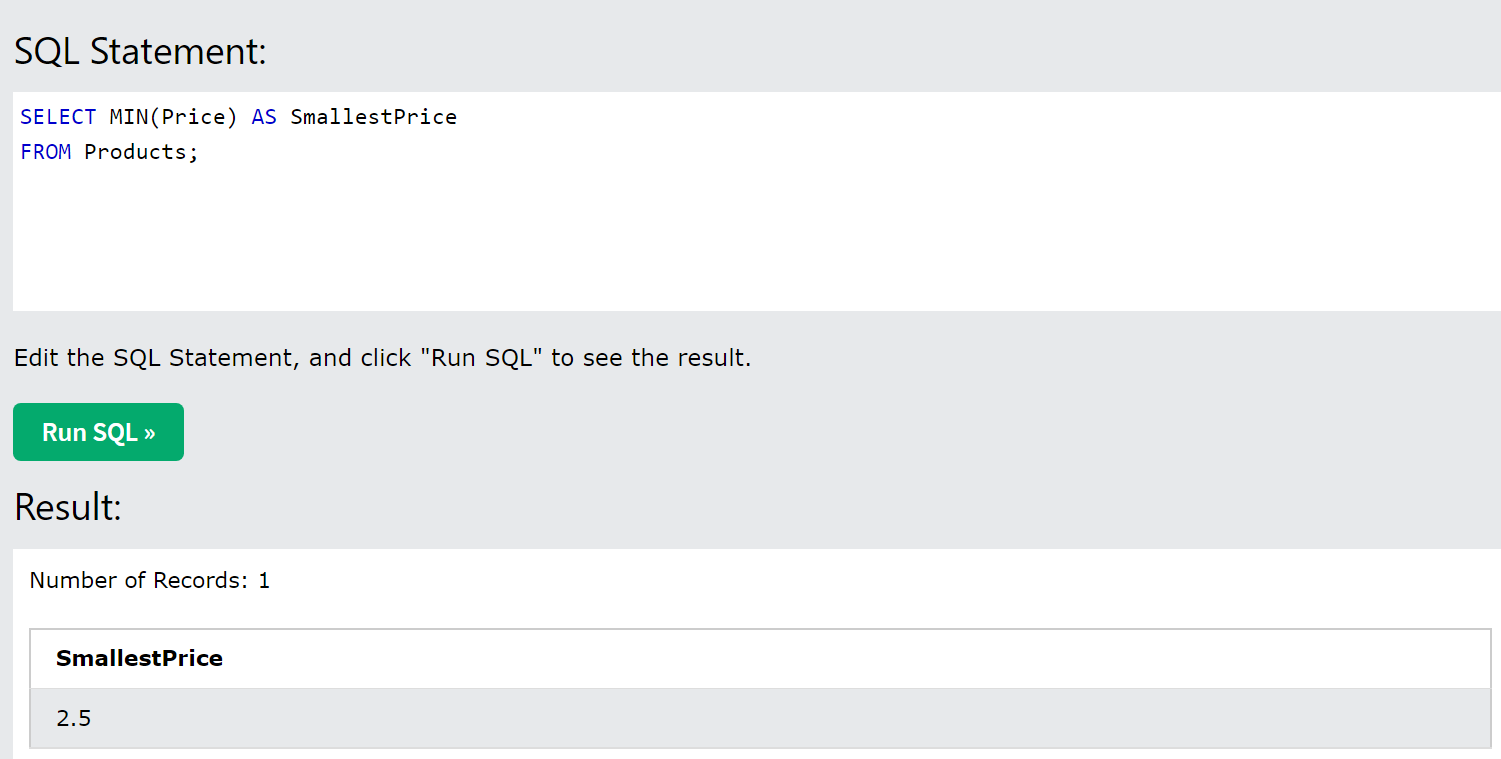 SQL Statement:
SELECT MIN(Price) AS SmallestPrice
FROM Products;
Edit the SQL Statement, and click "Run SQL" to see the result.
Run SQL »
Result:
Number of Records: 1
SmallestPrice
2.5